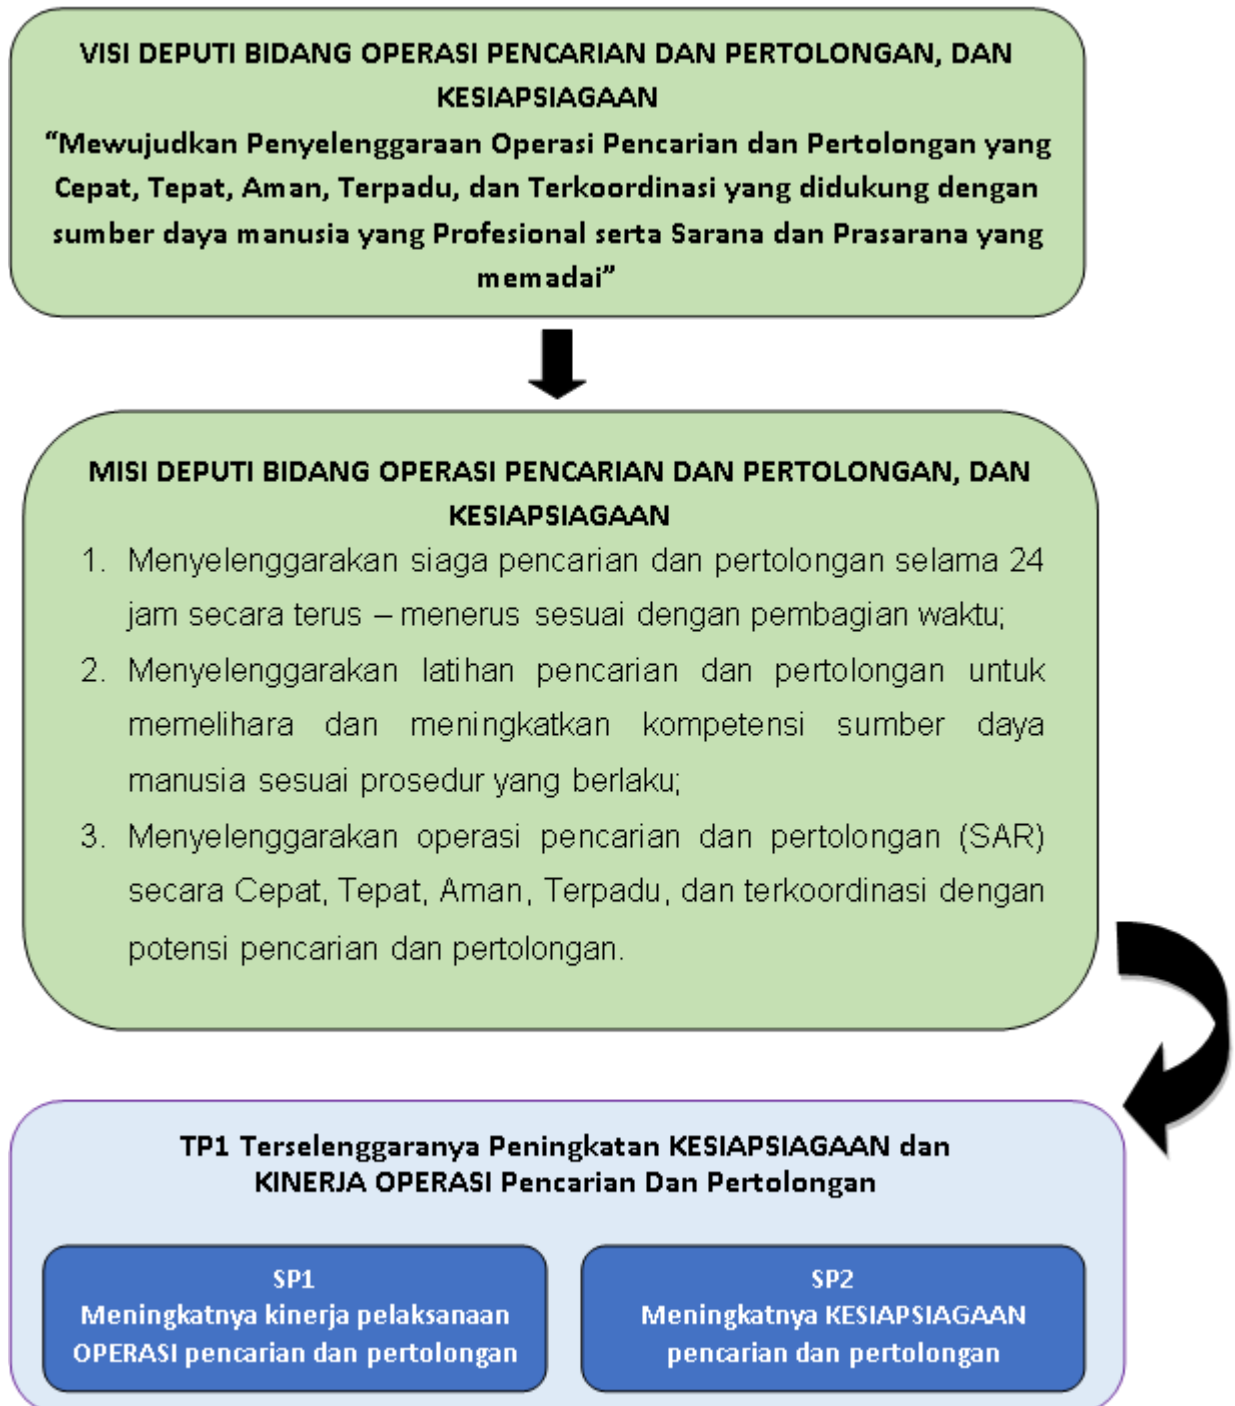 VISI DEPUTI BIDANG OPERASI PENCARIAN DAN PERTOLONGAN, DAN
KESIAPSIAGAAN
“Mewujudkan Penyelenggaraan Operasi Pencarian dan Pertolongan yang
Cepat, Tepat, Aman, Terpadu, dan Terkoordinasi yang didukung dengan
sumber daya manusia yang Profesional serta Sarana dan Prasarana yang
memadai”
MISI DEPUTI BIDANG OPERASI PENCARIAN DAN PERTOLONGAN, DAN
KESIAPSIAGAAN
1. Menyelenggarakan siaga pencarian dan pertolongan selama 24
jam secara terus – menerus sesuai dengan pembagian waktu;
2. Menyelenggarakan latihan pencarian dan pertolongan untuk
memelihara dan meningkatkan kompetensi sumber daya
manusia sesuai prosedur yang berlaku;
3. Menyelenggarakan operasi pencarian dan pertolongan (SAR)
secara Cepat, Tepat, Aman, Terpadu, dan terkoordinasi dengan
potensi pencarian dan pertolongan.
TP1 Terselenggaranya Peningkatan KESIAPSIAGAAN dan
KINERJA OPERASI Pencarian Dan Pertolongan
SP1
Meningkatnya kinerja pelaksanaan
OPERASI pencarian dan pertolongan
SP2
Meningkatnya KESIAPSIAGAAN
pencarian dan pertolongan